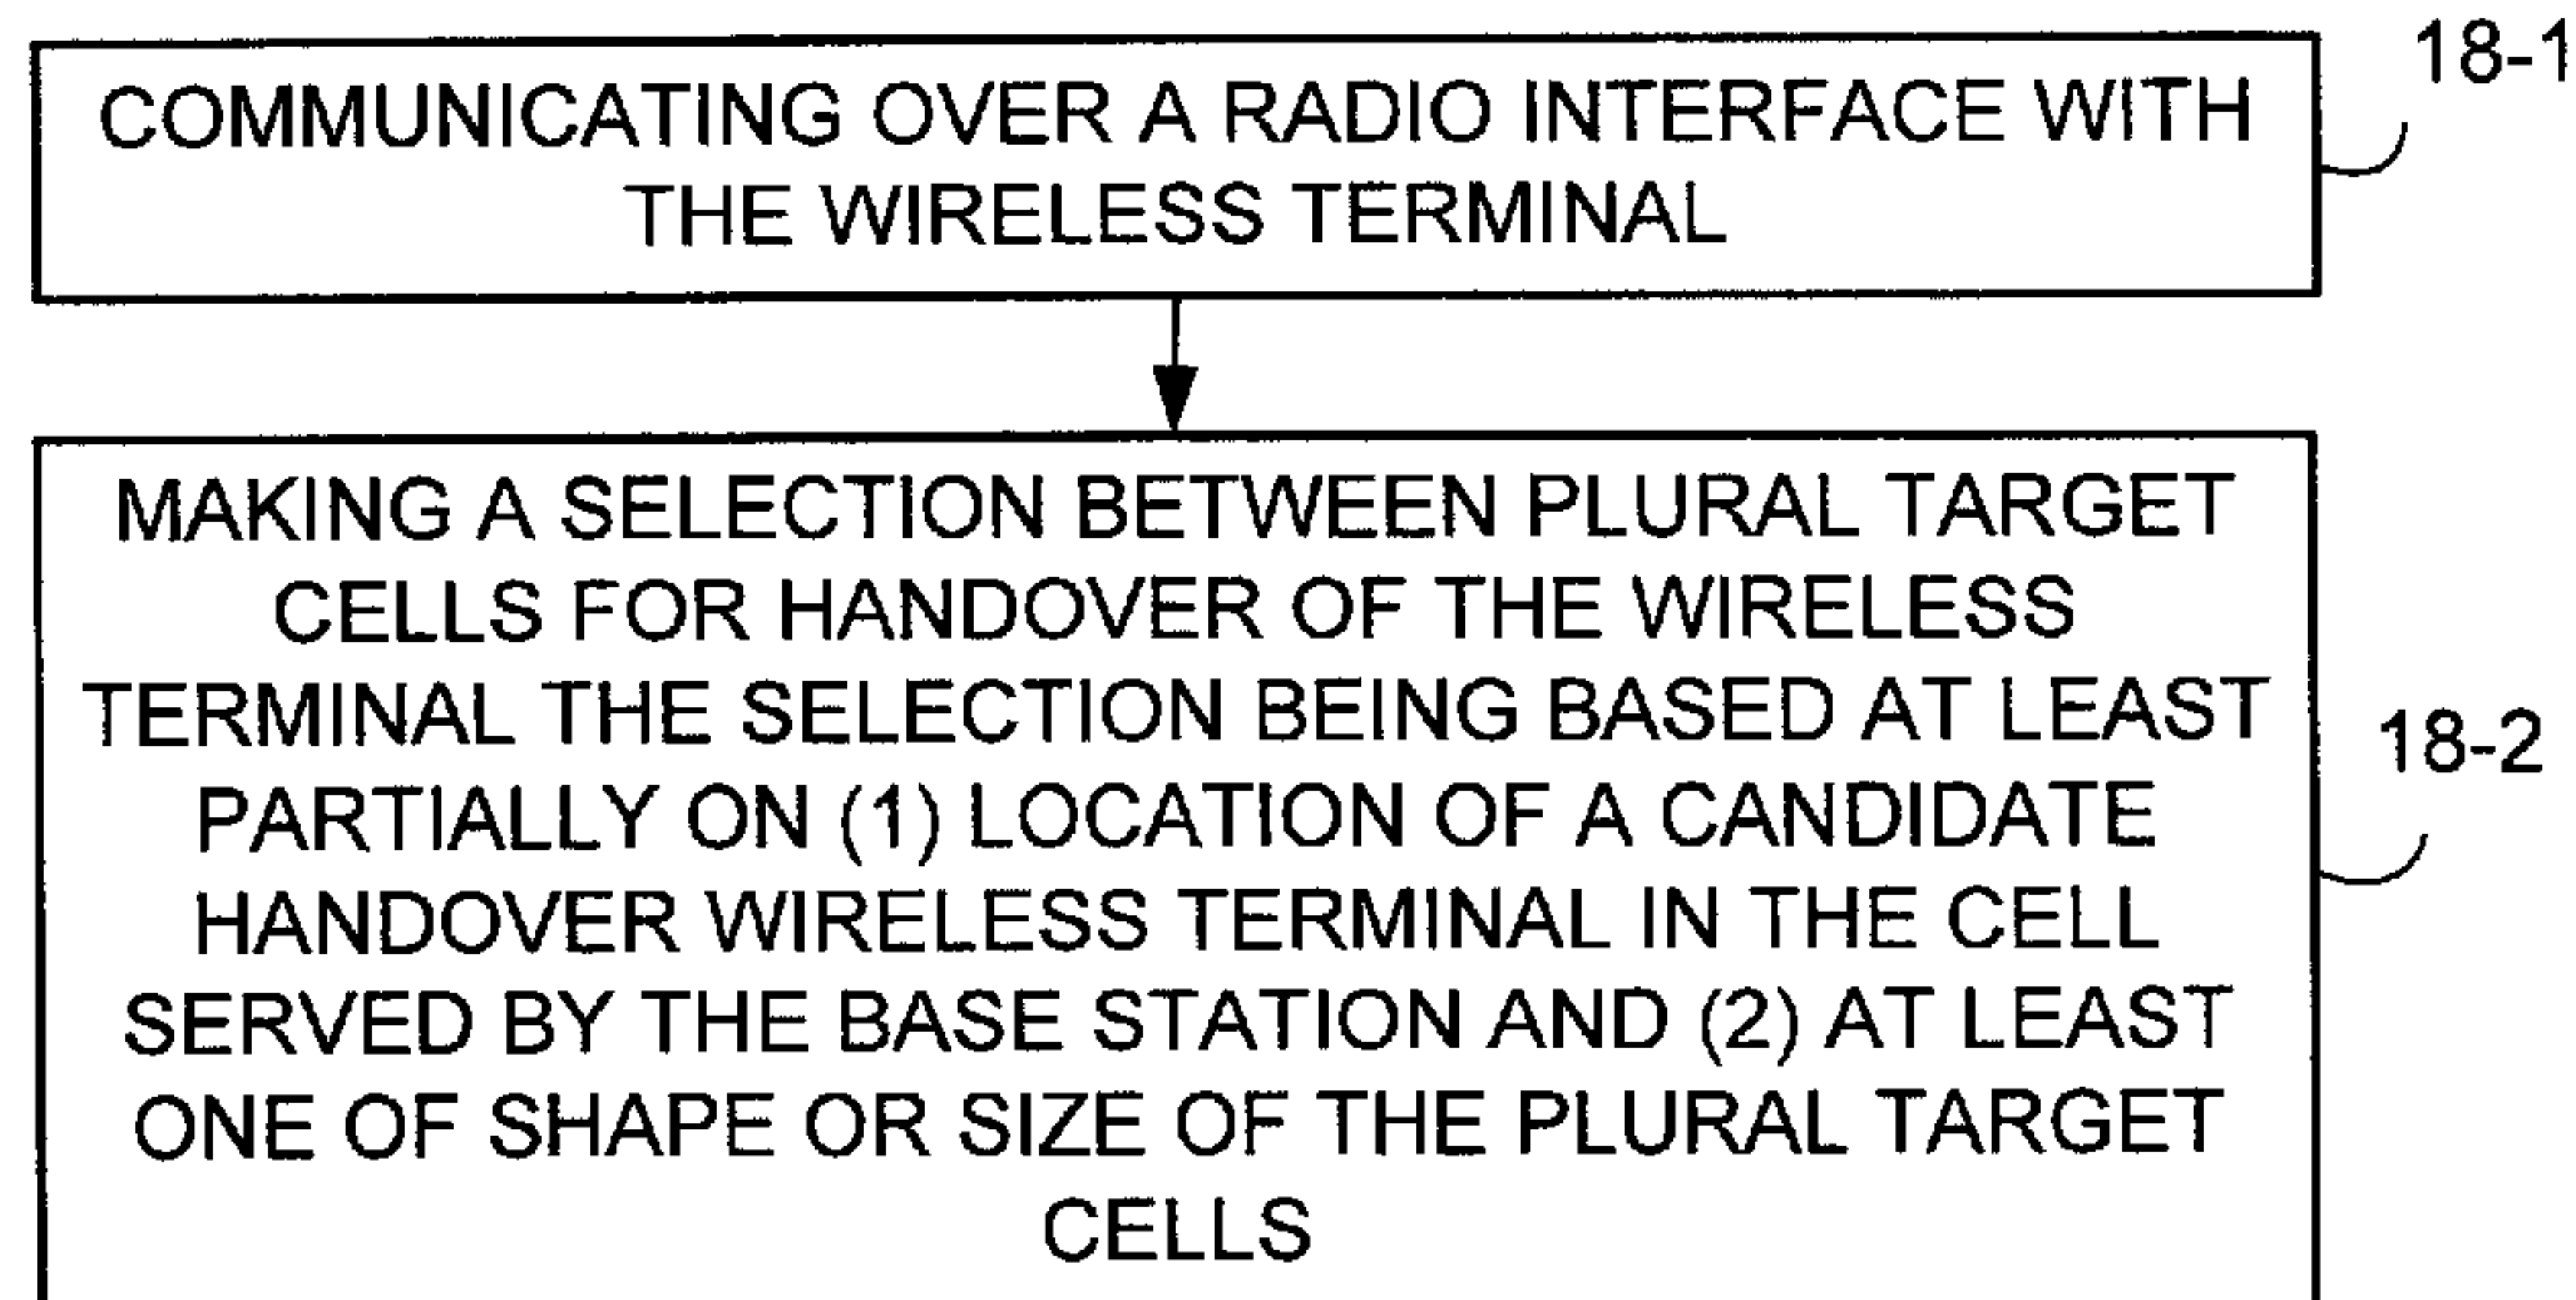 18-1
COMMUNICATING OVER A RADIO INTERFACE WITH
THE WIRELESS TERMINAL
MAKING A SELECTION BETWEEN PLURAL TARGET
CELLS FOR HANDOVER OF THE WIRELESS
TERMINAL THE SELECTION BEING BASED AT LEAST
18-2
PARTIALLY ON (1) LOCATION OF A CANDIDATE
HANDOVER WIRELESS TERMINAL IN THE CELL
SERVED BY THE BASE STATION AND (2) AT LEAST
ONE OF SHAPE OR SIZE OF THE PLURAL TARGET
CELLS